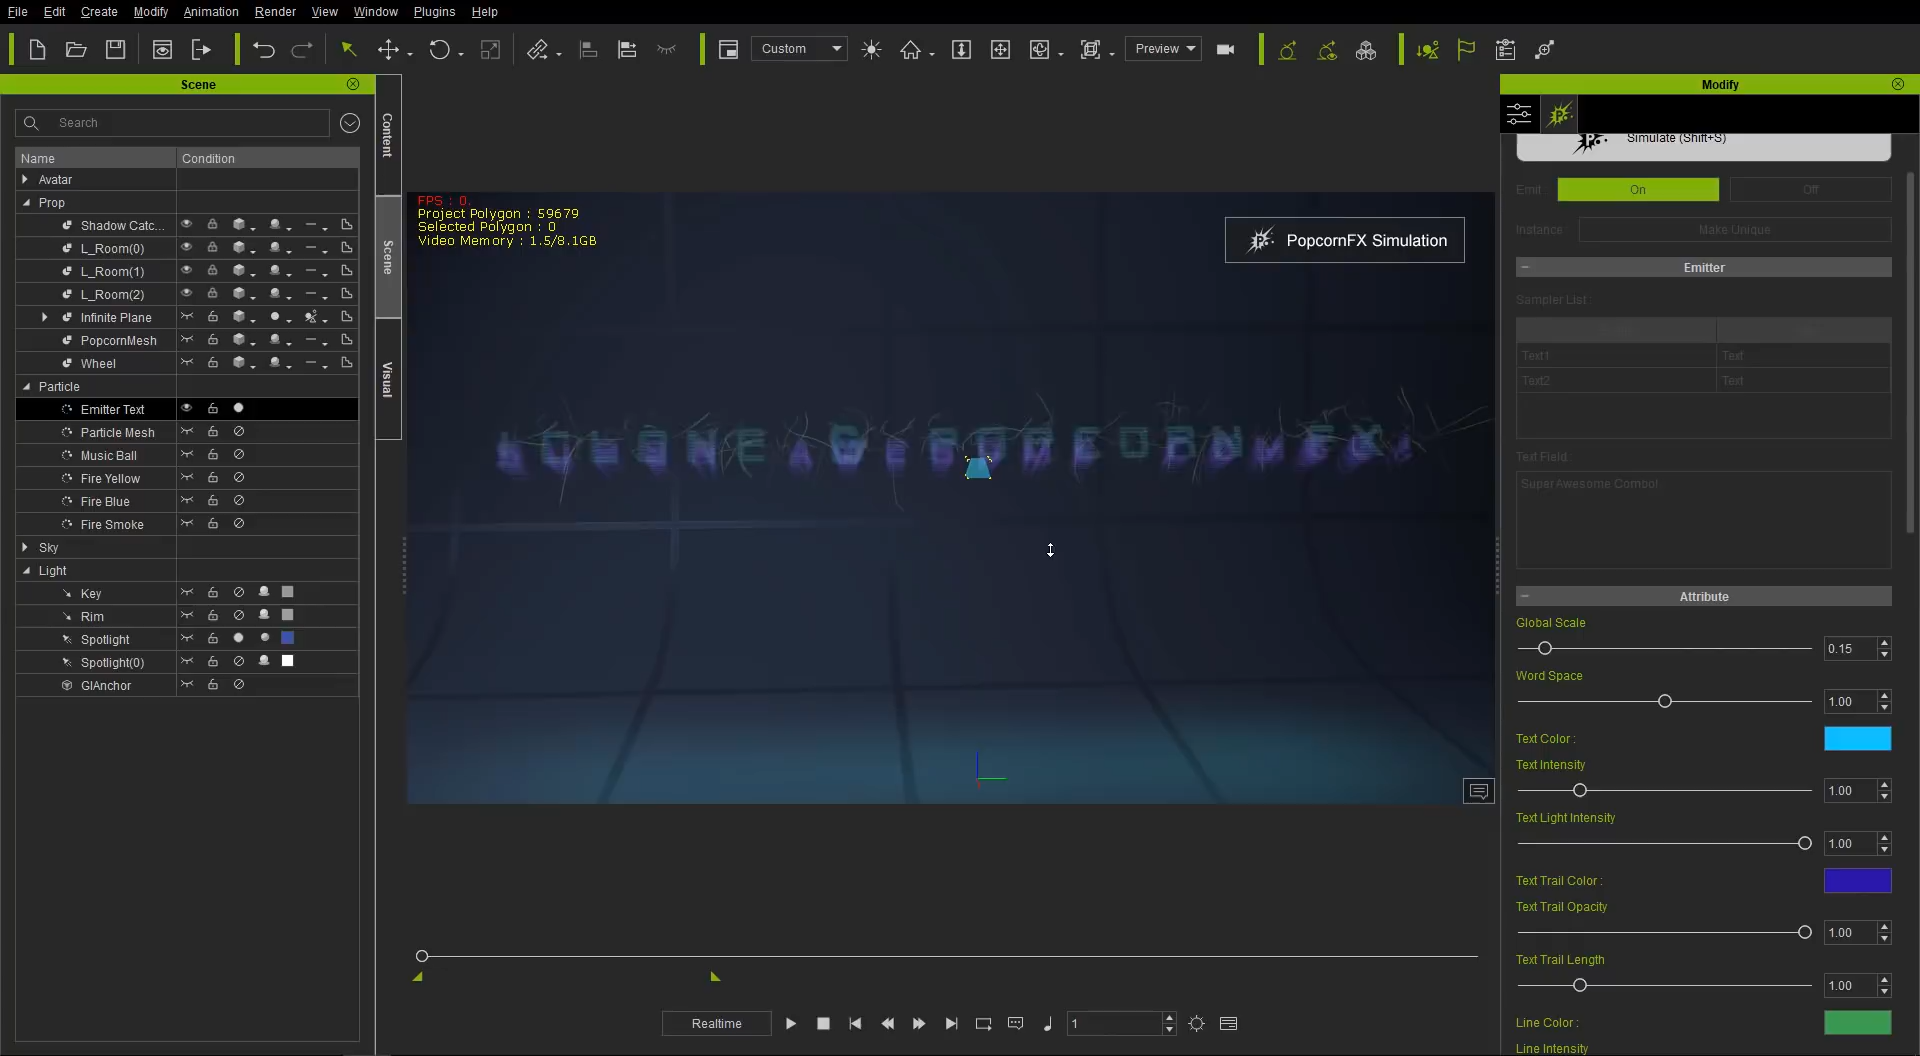 File Edit Create Modify Animation Render View Window Plugins Help
Custom Preview
Scene
Search
Name Condition
Avatar
Prop
Shadow Catc...
L_Room(0)
L_Room(1)
L_Room(2)
Infinite Plane
PopcornMesh
Wheel
Particle
Emitter Text
Particle Mesh
Music Ball
Fire Yellow
Fire Blue
Fire Smoke
Sky
Light
Key
Rim
Spotlight
Spotlight(0)
GIAnchor
Content
Scene
Visual
FPS : 0.
Project Polygon : 59679
Selected Polygon : 0
Video Memory : 1.5/8.1GB
PopcornFX Simulation
Realtime
1
Modify
Simulate (Shift+S)
Emit On Off
Instance: Make Unique
Emitter
Sampler List
Text1 Text
Text2 Text
Text Field:
SuperAwesome Combo!
Attribute
Global Scale
0.15
Word Space
1.00
Text Color :
Text Intensity
1.00
Text Light Intensity
1.00
Text Trail Color :
Text Trail Opacity
1.00
Text Trail Length
1.00
Line Color :
Line Intensity